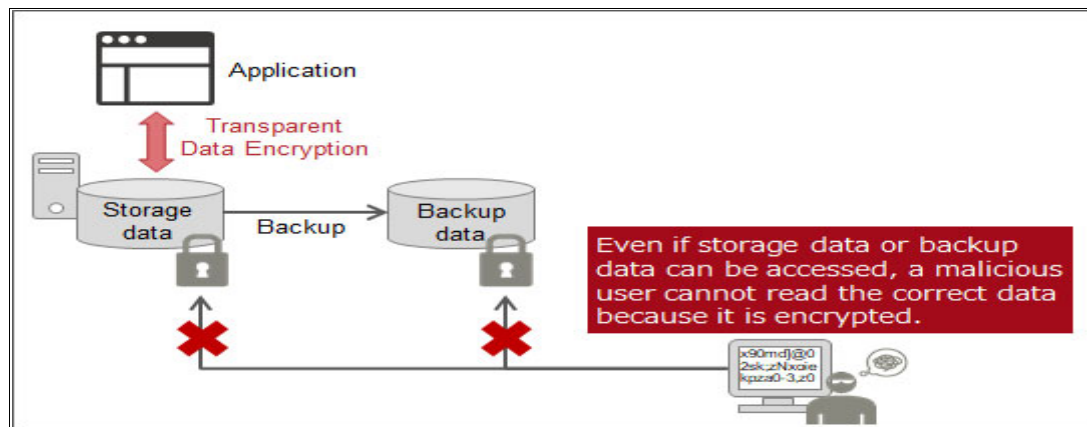 Application
Transparent
Data Encryption
Storage
data
Backup
Backup
data
Even if storage data or backup
data can be accessed, a malicious
user cannot read the correct data
because it is encrypted.
x90md]@0
2sk;zNxoie
kpza0-3,z0